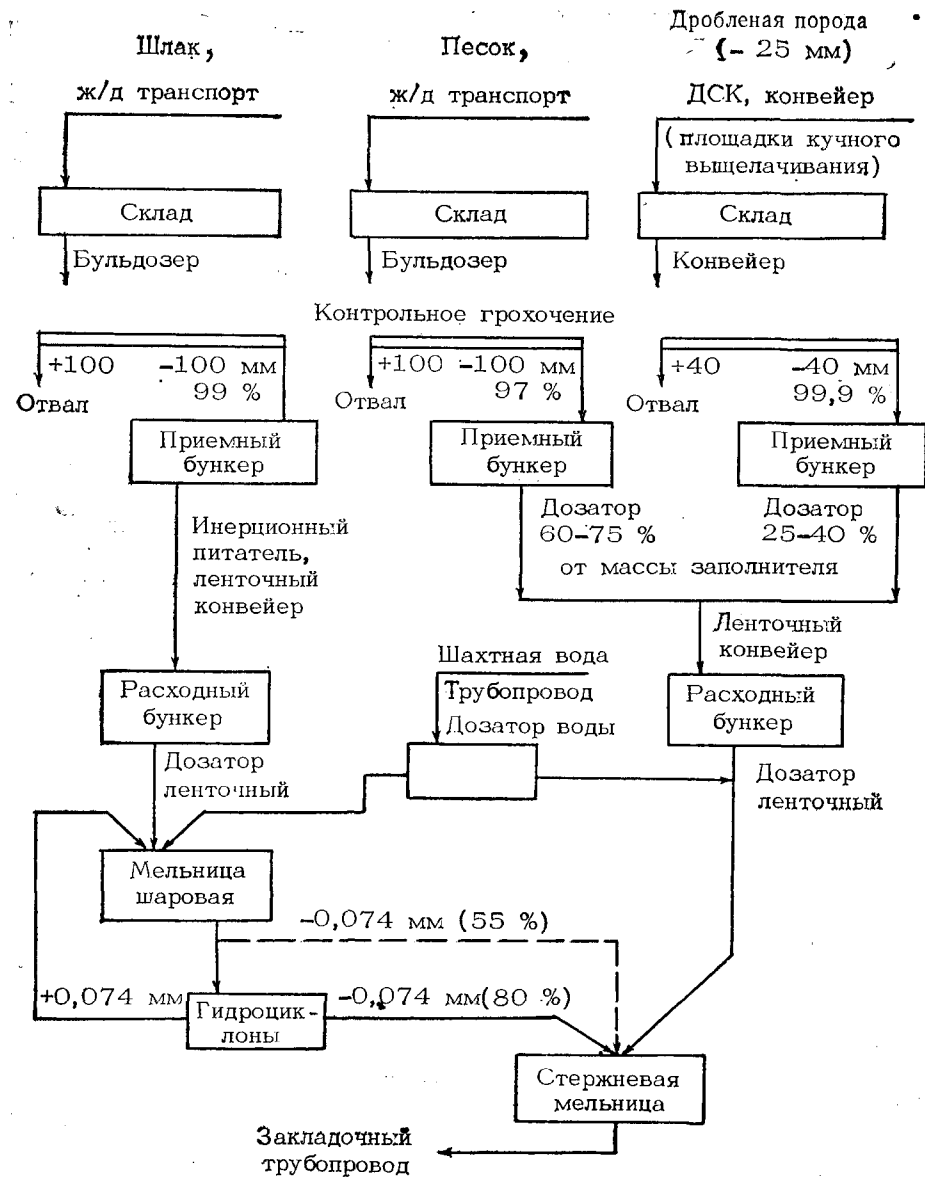 Шлак,
ж/д транспорт
Песок,
ж/д транспорт
Дробленая порода
(- 25 мм)
ДСК, конвейер
(площадки кучного
выщелачивания)
Склад
Склад
Склад
Бульдозер
Бульдозер
Конвейер
Контрольное грохочение
+100
-100 мм
99 %
Отвал
+100
-100 мм
97 %
Отвал
+40
-40 мм
99,9 %
Отвал
Приемный
бункер
Приемный
бункер
Приемный
бункер
Дозатор
60-75 %
Дозатор
25-40 %
от массы заполнителя
Инерционный
питатель,
ленточный
конвейер
Ленточный
конвейер
Шахтная вода
Трубопровод
Дозатор воды
Расходный
бункер
Расходный
бункер
Дозатор
ленточный
Дозатор
ленточный
Мельница
шаровая
-0,074 мм (55 %)
+0,074 мм
Гидроцик-
лоны
-0,074 мм(80 %)
Стержневая
мельница
Закладочный
трубопровод